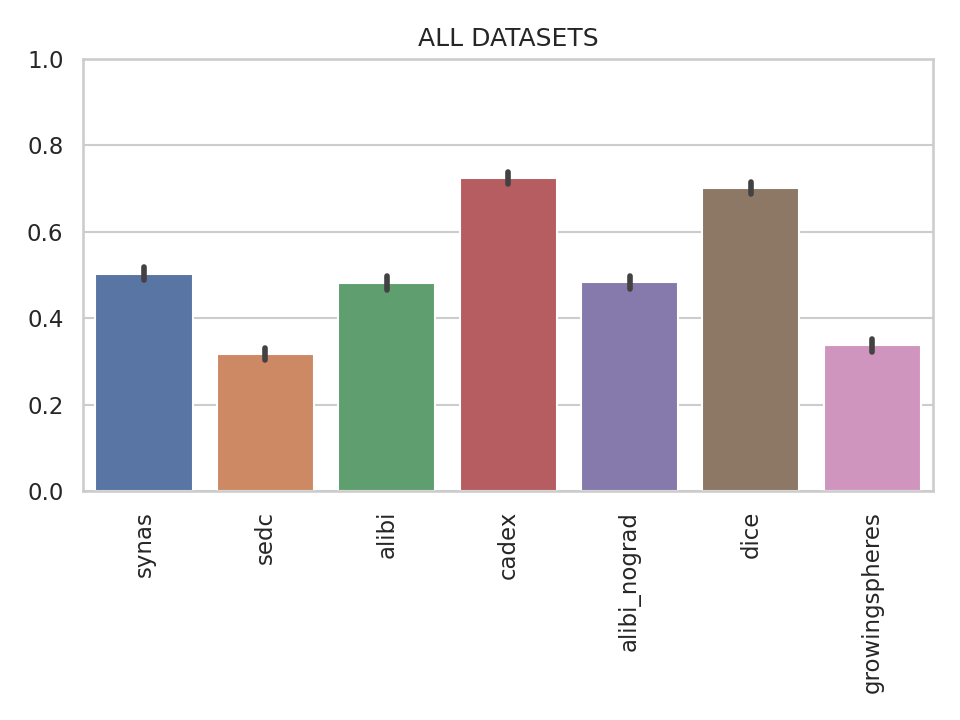 ALL DATASETS
1.0
0.8
0.6
0.4
0.2
0.0
synas
sedc
alibi
cadex
alibi_nograd
dice
growingspheres